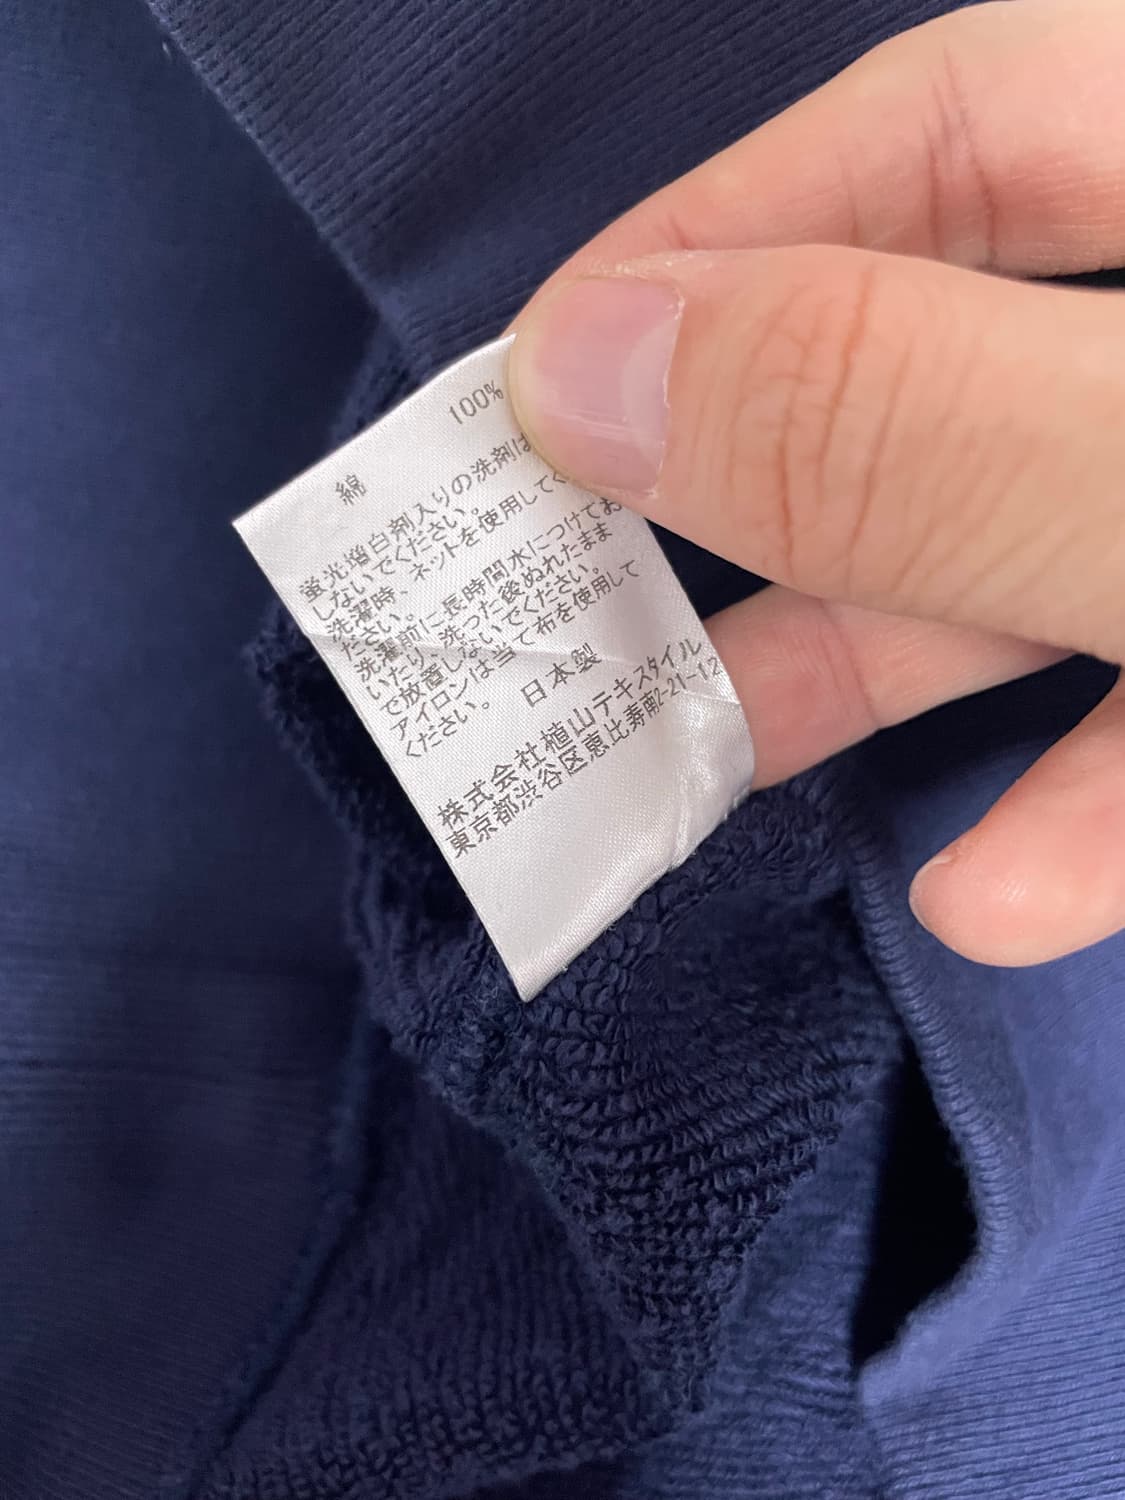 綿 100%
蛍光増白剤入りの洗剤は
しないでください。
洗濯時、ネットを使用してく
ださい。
洗濯前に長時間水につけてお
いたり、洗った後ぬれたまま
で放置しないでください。
アイロンは当て布を使用して
ください。
日本製
株式会社植山テキスタイル
東京都渋谷区恵比寿南2-21-12